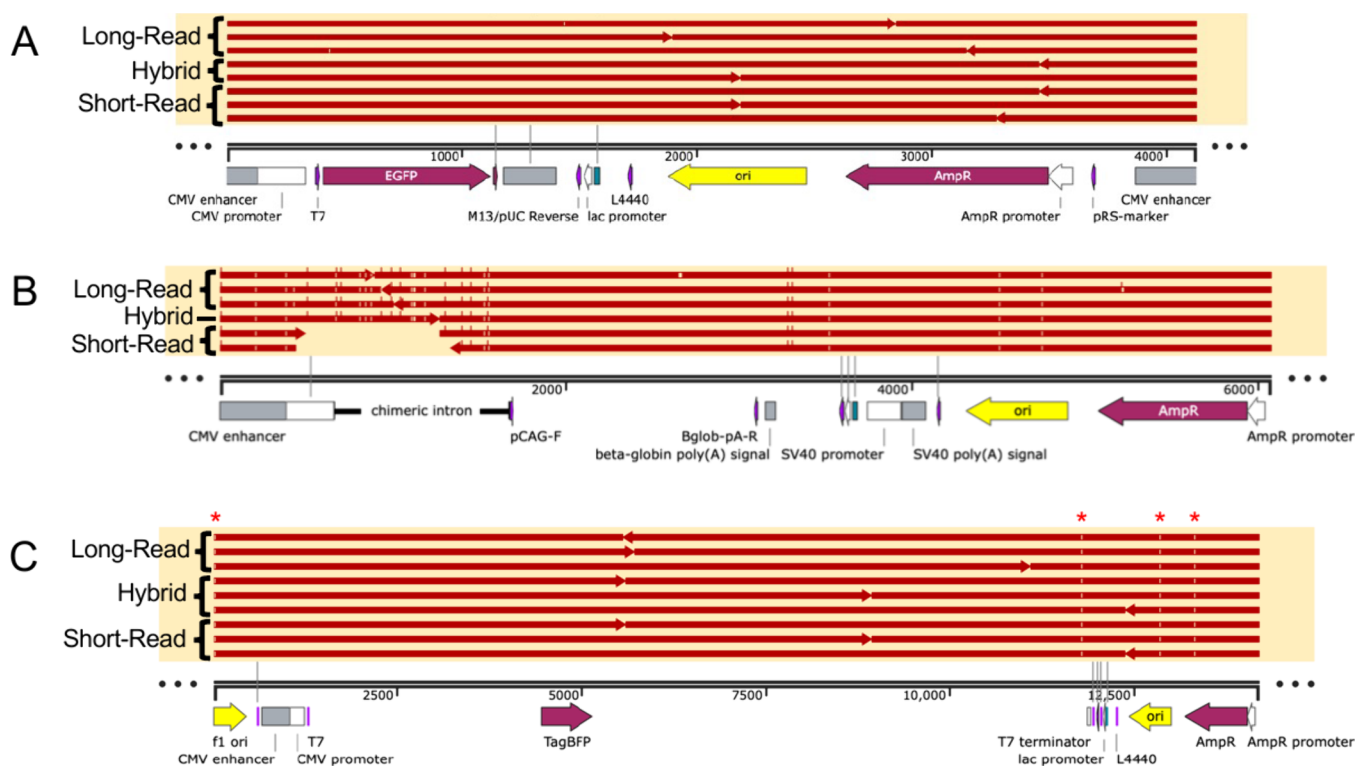 A
Long-Read
Hybrid
Short-Read
1000
2000
3000
4000
EGFP
ori
AmpR
CMV enhancer
L4440
CMV enhancer
CMV promoter
T7
M13/pUC Reverse
lac promoter
AmpR promoter
pRS-marker
B
Long-Read
Hybrid
Short-Read
2000
4000
6000
chimeric intron
ori
AmpR
CMV enhancer
pCAG-F
Bglob-pA-R
AmpR promoter
beta-globin poly(A) signal
SV40 promoter
SV40 poly(A) signal
* * * *
C
Long-Read
Hybrid
Short-Read
2500
5000
7500
10,000
12,500
ori
f1 ori
T7
TagBFP
T7 terminator
AmpR
AmpR promoter
CMV enhancer
CMV promoter
lac promoter
L4440